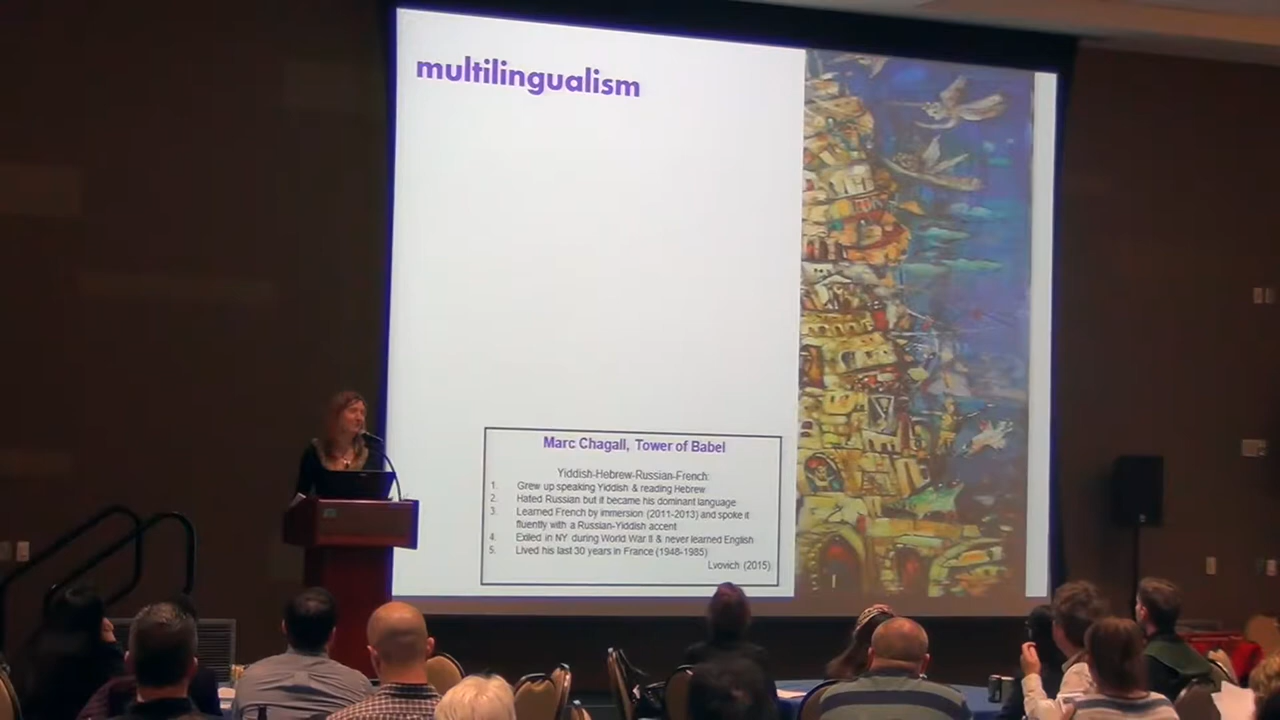 multilingualism
Marc Chagall, Tower of Babel
Yiddish-Hebrew-Russian-French:
1. Grew up speaking Yiddish & reading Hebrew
2. Hated Russian but it became his dominant language
3. Learned French by immersion (2011-2013) and spoke it
fluently with a Russian-Yiddish accent
4. Exiled in NY during World War II & never learned English
5. Lived his last 30 years in France (1948-1985)
Lvovich (2015)